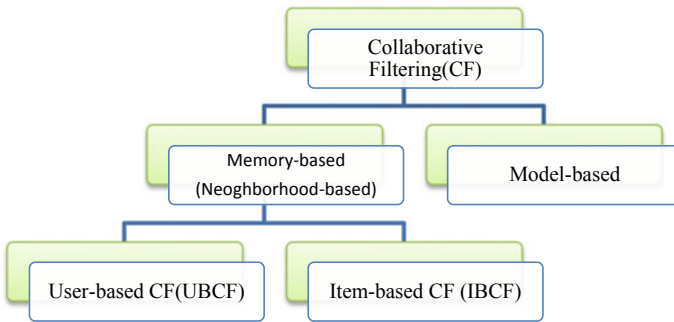 Collaborative
Filtering(CF)
Memory-based
(Neoghborhood-based)
Model-based
User-based CF(UBCF)
Item-based CF (IBCF)